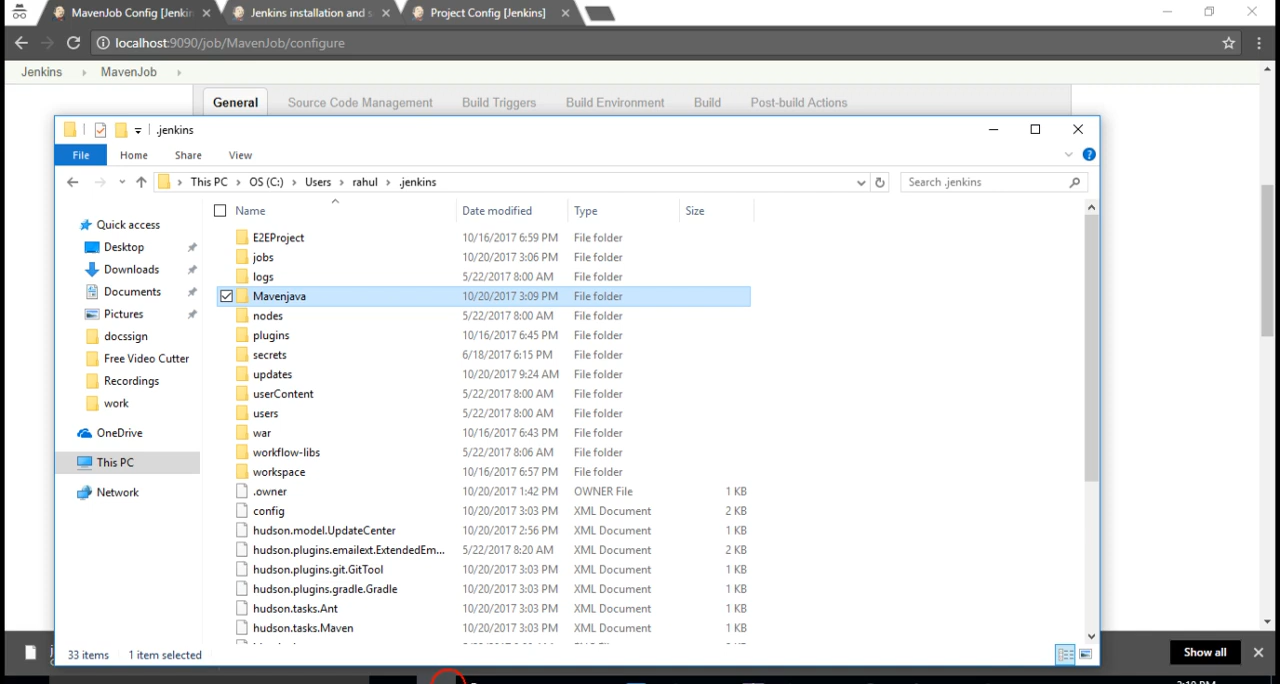 MavenJob Config [Jenkin
Jenkins installation and s
Project Config [Jenkins]
localhost:9090/job/MavenJob/configure
Jenkins MavenJob
General Source Code Management Build Triggers Build Environment Build Post-build Actions
.jenkins
File Home Share View
This PC OS (C:) Users rahul .jenkins Search .jenkins
Name Date modified Type Size
Quick access
Desktop
Downloads
Documents
Pictures
docssign
Free Video Cutter
Recordings
work
OneDrive
This PC
Network
E2EProject 10/16/2017 6:59 PM File folder
jobs 10/20/2017 3:06 PM File folder
logs 5/22/2017 8:00 AM File folder
Mavenjava 10/20/2017 3:09 PM File folder
nodes 5/22/2017 8:00 AM File folder
plugins 10/16/2017 6:45 PM File folder
secrets 6/18/2017 6:15 PM File folder
updates 10/20/2017 9:24 AM File folder
userContent 5/22/2017 8:00 AM File folder
users 5/22/2017 8:00 AM File folder
war 10/16/2017 6:43 PM File folder
workflow-libs 5/22/2017 8:06 AM File folder
workspace 10/16/2017 6:57 PM File folder
.owner 10/20/2017 1:42 PM OWNER File 1 KB
config 10/20/2017 3:03 PM XML Document 2 KB
hudson.model.UpdateCenter 10/20/2017 2:56 PM XML Document 1 KB
hudson.plugins.emailext.ExtendedEm... 5/22/2017 8:20 AM XML Document 2 KB
hudson.plugins.git.GitTool 10/20/2017 3:03 PM XML Document 1 KB
hudson.plugins.gradle.Gradle 10/20/2017 3:03 PM XML Document 1 KB
hudson.tasks.Ant 10/20/2017 3:03 PM XML Document 1 KB
hudson.tasks.Maven 10/20/2017 3:03 PM XML Document 1 KB
33 items 1 item selected
Show all